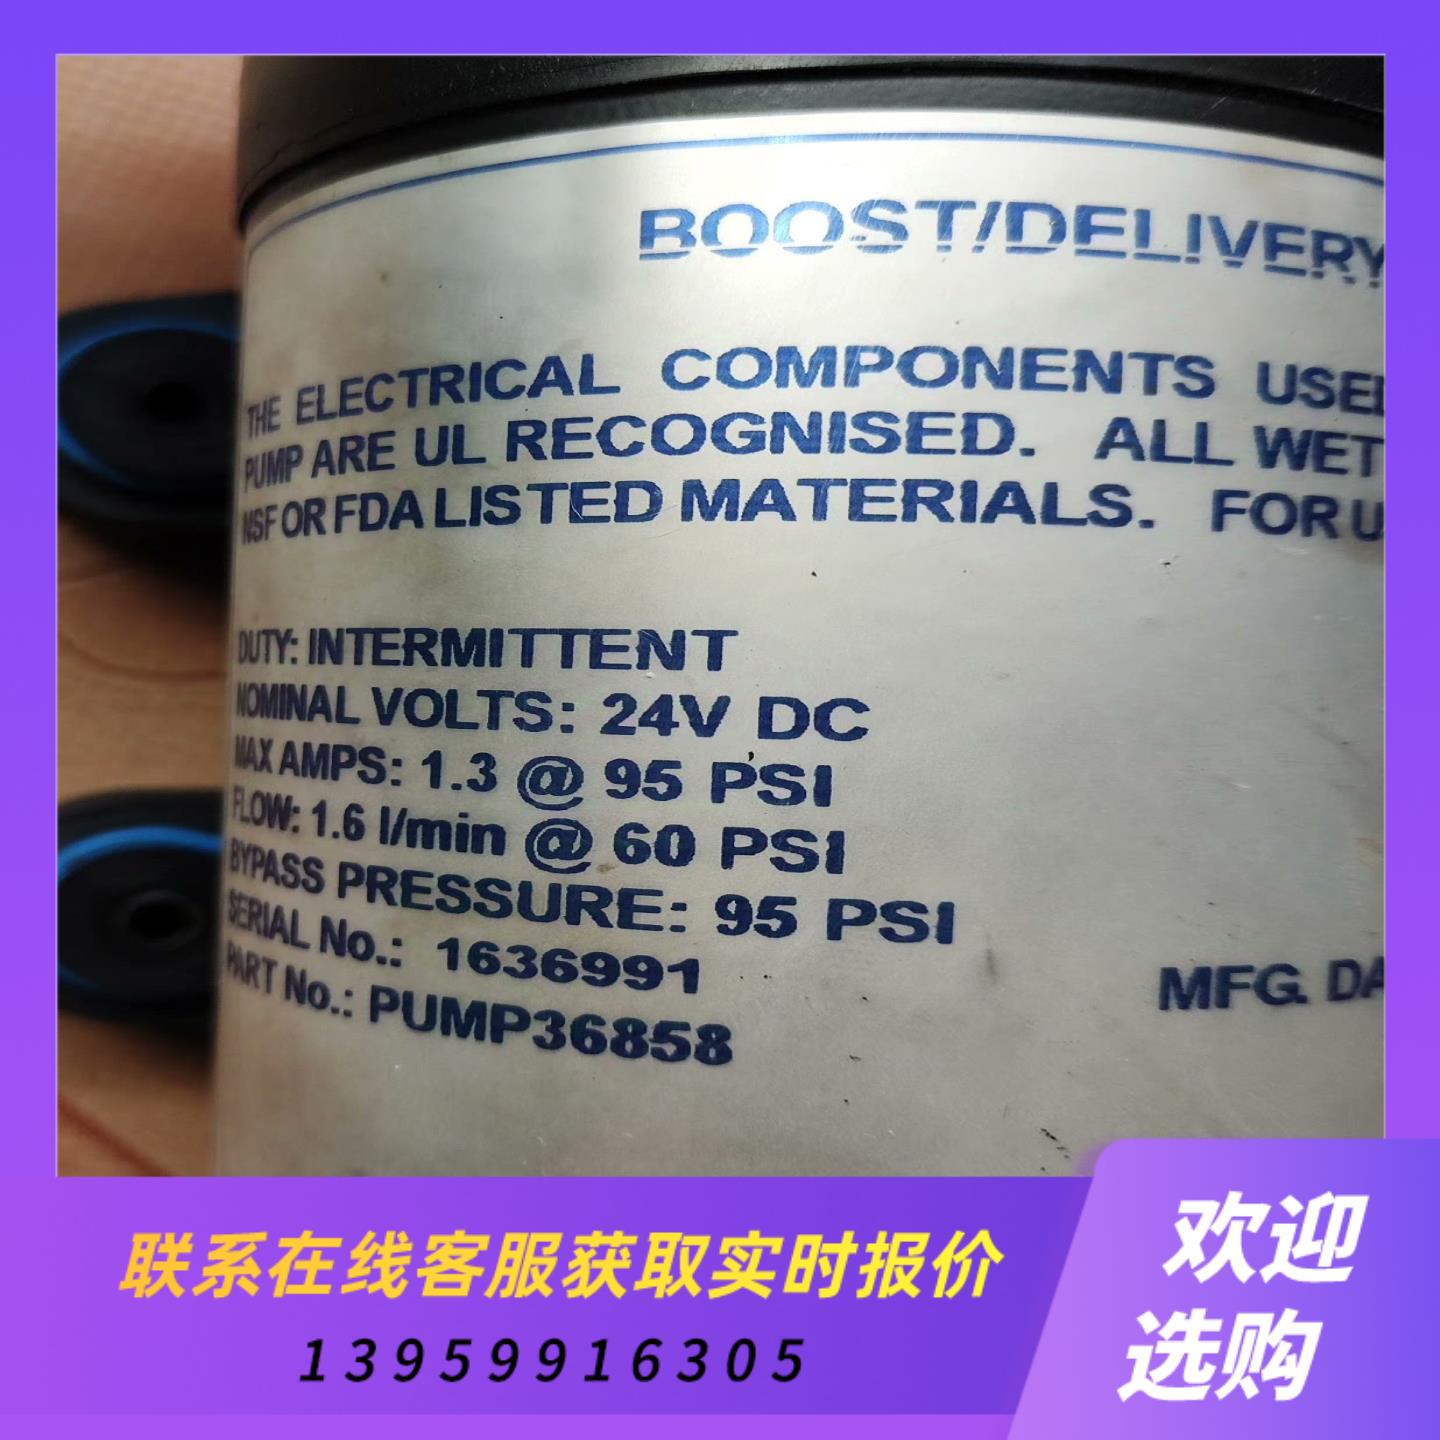 BOOST/DELIVERY
THE ELECTRICAL COMPONENTS USED
PUMP ARE UL RECOGNISED. ALL WET
NSF OR FDA LISTED MATERIALS. FOR U
DUTY: INTERMITTENT
NOMINAL VOLTS: 24V DC
MAX AMPS: 1.3 @ 95 PSI
FLOW: 1.6 l/min @ 60 PSI
BYPASS PRESSURE: 95 PSI
SERIAL No.: 1636991
PART No.: PUMP36858
MFG. DA
联系在线客服获取实时报价
13959916305
欢迎
选购